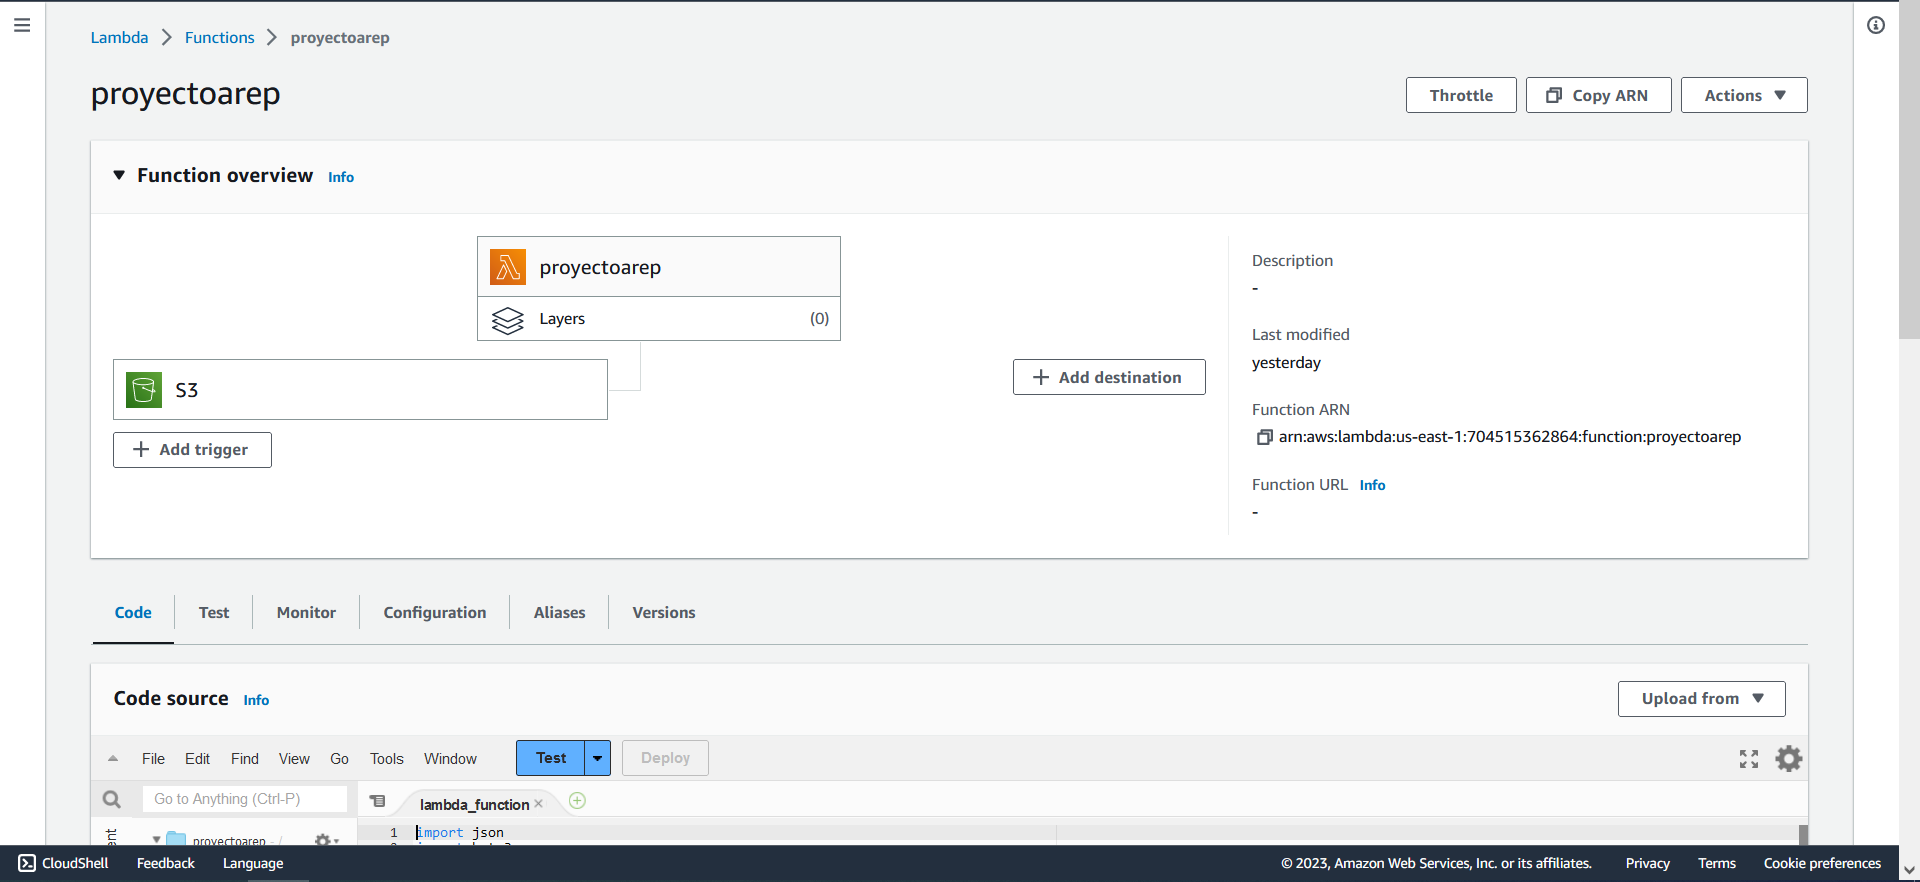 Lambda Functions proyectoarep
proyectoarep
Throttle Copy ARN Actions
Function overview Info
proyectoarep
Layers (0)
S3
Add trigger
Add destination
Description
-
Last modified
yesterday
Function ARN
arn:aws:lambda:us-east-1:704515362864:function:proyectoarep
Function URL Info
-
Code Test Monitor Configuration Aliases Versions
Code source Info
Upload from
File Edit Find View Go Tools Window Test Deploy
Go to Anything (Ctrl-P)
lambda_function
proyectoarep - /
1 import json
CloudShell Feedback Language © 2023, Amazon Web Services, Inc. or its affiliates. Privacy Terms Cookie preferences